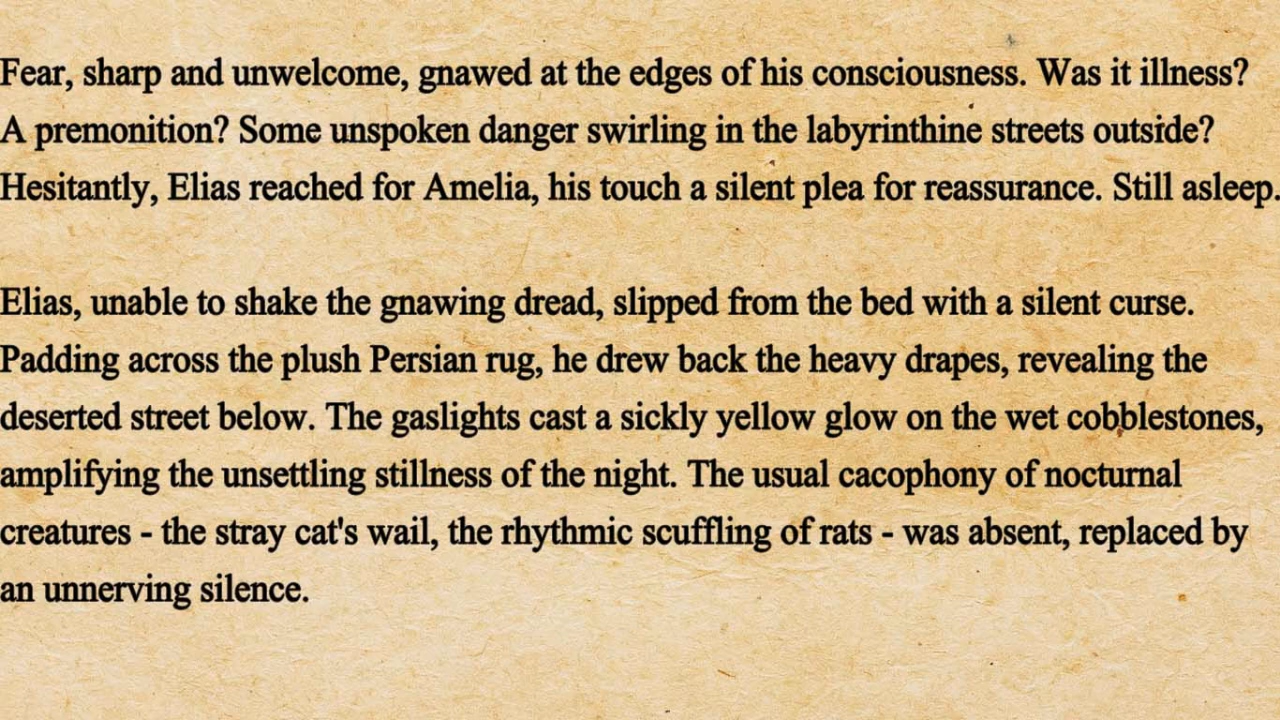 Fear, sharp and unwelcome, gnawed at the edges of his consciousness. Was it illness?
A premonition? Some unspoken danger swirling in the labyrinthine streets outside?
Hesitantly, Elias reached for Amelia, his touch a silent plea for reassurance. Still asleep.
Elias, unable to shake the gnawing dread, slipped from the bed with a silent curse.
Padding across the plush Persian rug, he drew back the heavy drapes, revealing the
deserted street below. The gaslights cast a sickly yellow glow on the wet cobblestones,
amplifying the unsettling stillness of the night. The usual cacophony of nocturnal
creatures - the stray cat's wail, the rhythmic scuffling of rats - was absent, replaced by
an unnerving silence.